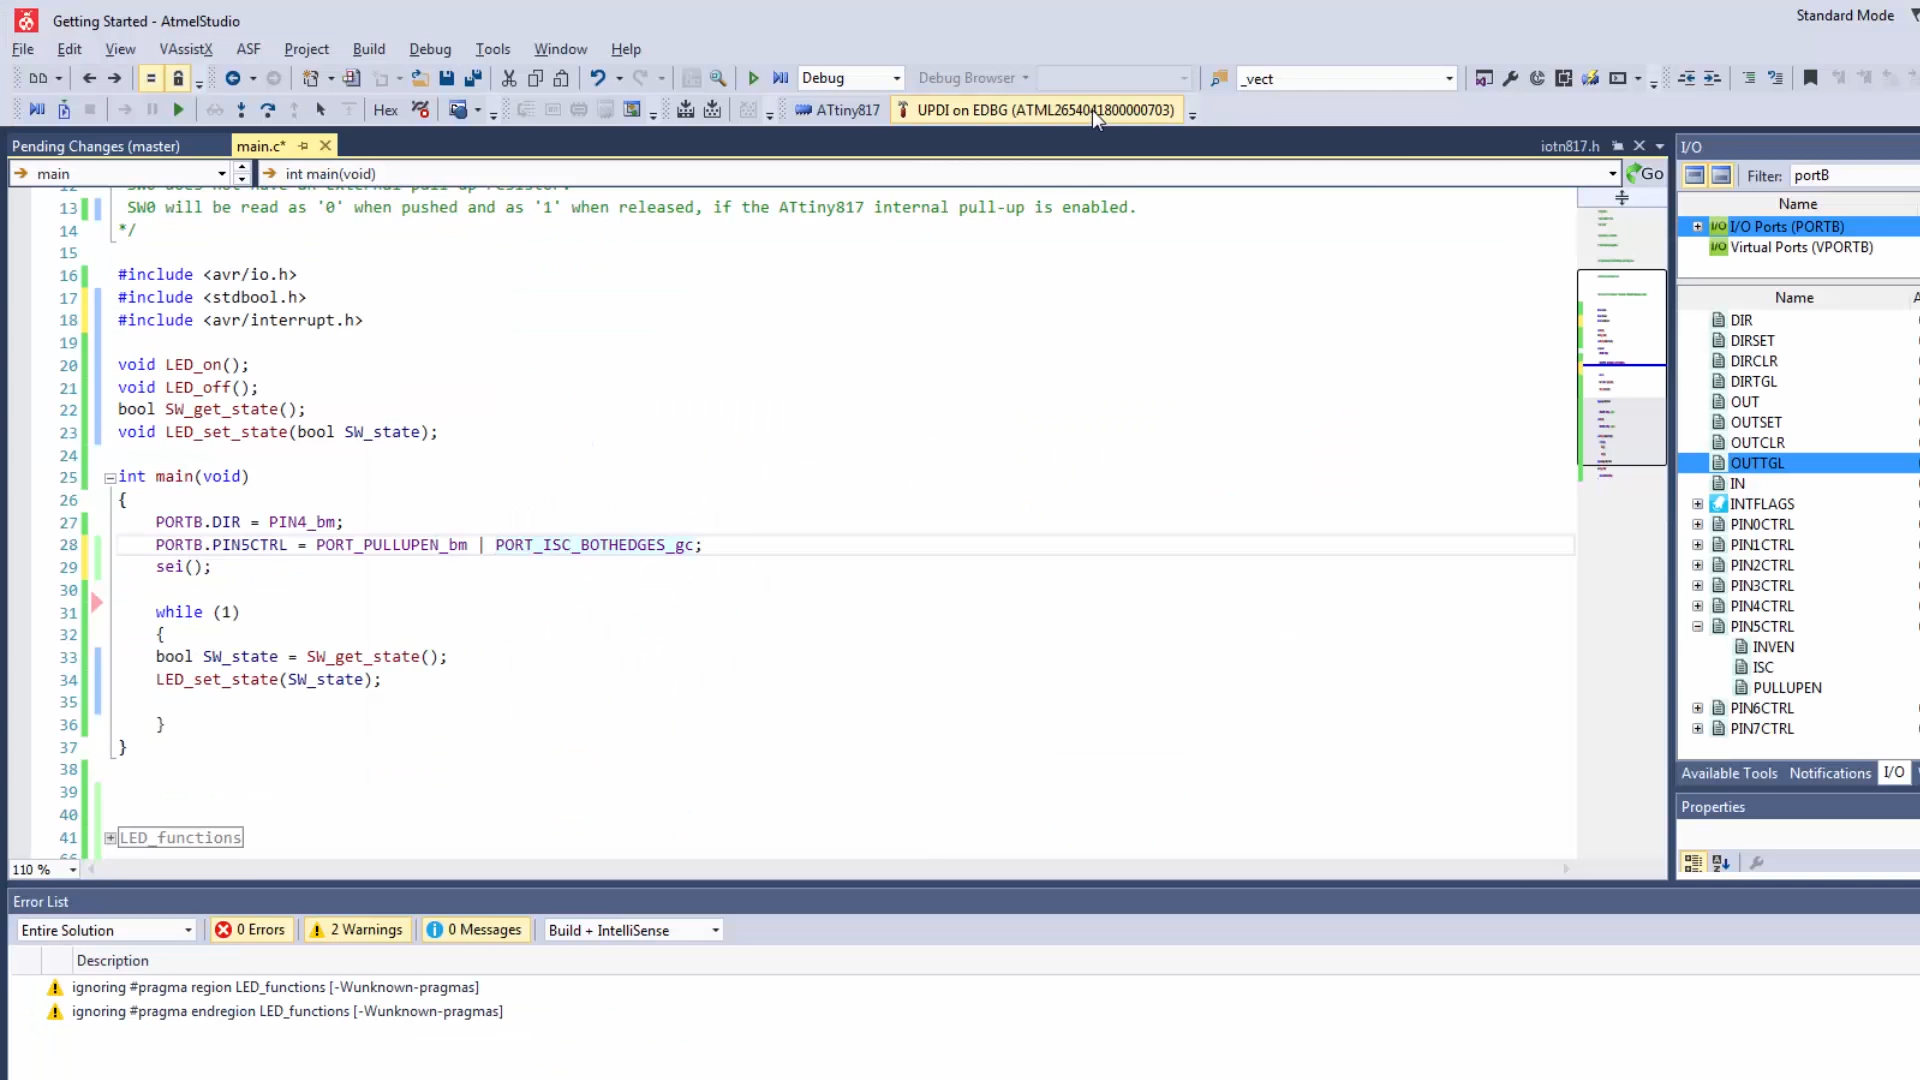 Getting Started - AtmelStudio
Standard Mode
File Edit View VAssistX ASF Project Build Debug Tools Window Help
Debug
Debug Browser
_vect
Hex
ATtiny817
UPDI on EDBG (ATML2654041800000703)
Pending Changes (master)
main.c*
iotn817.h
main
int main(void)
Go
13 SW0 will be read as '0' when pushed and as '1' when released, if the ATtiny817 internal pull-up is enabled.
14 */
15
16 #include <avr/io.h>
17 #include <stdbool.h>
18 #include <avr/interrupt.h>
19
20 void LED_on();
21 void LED_off();
22 bool SW_get_state();
23 void LED_set_state(bool SW_state);
24
25 int main(void)
26 {
27 PORTB.DIR = PIN4_bm;
28 PORTB.PIN5CTRL = PORT_PULLUPEN_bm | PORT_ISC_BOTHEDGES_gc;
29 sei();
30
31 while (1)
32 {
33 bool SW_state = SW_get_state();
34 LED_set_state(SW_state);
35
36 }
37 }
38
39
40
41 LED_functions
110 %
I/O
Filter: portB
Name
I/O Ports (PORTB)
Virtual Ports (VPORTB)
Name
DIR
DIRSET
DIRCLR
DIRTGL
OUT
OUTSET
OUTCLR
OUTTGL
IN
INTFLAGS
PIN0CTRL
PIN1CTRL
PIN2CTRL
PIN3CTRL
PIN4CTRL
PIN5CTRL
INVEN
ISC
PULLUPEN
PIN6CTRL
PIN7CTRL
Available Tools Notifications I/O
Properties
Error List
Entire Solution
0 Errors
2 Warnings
0 Messages
Build + IntelliSense
Description
ignoring #pragma region LED_functions [-Wunknown-pragmas]
ignoring #pragma endregion LED_functions [-Wunknown-pragmas]